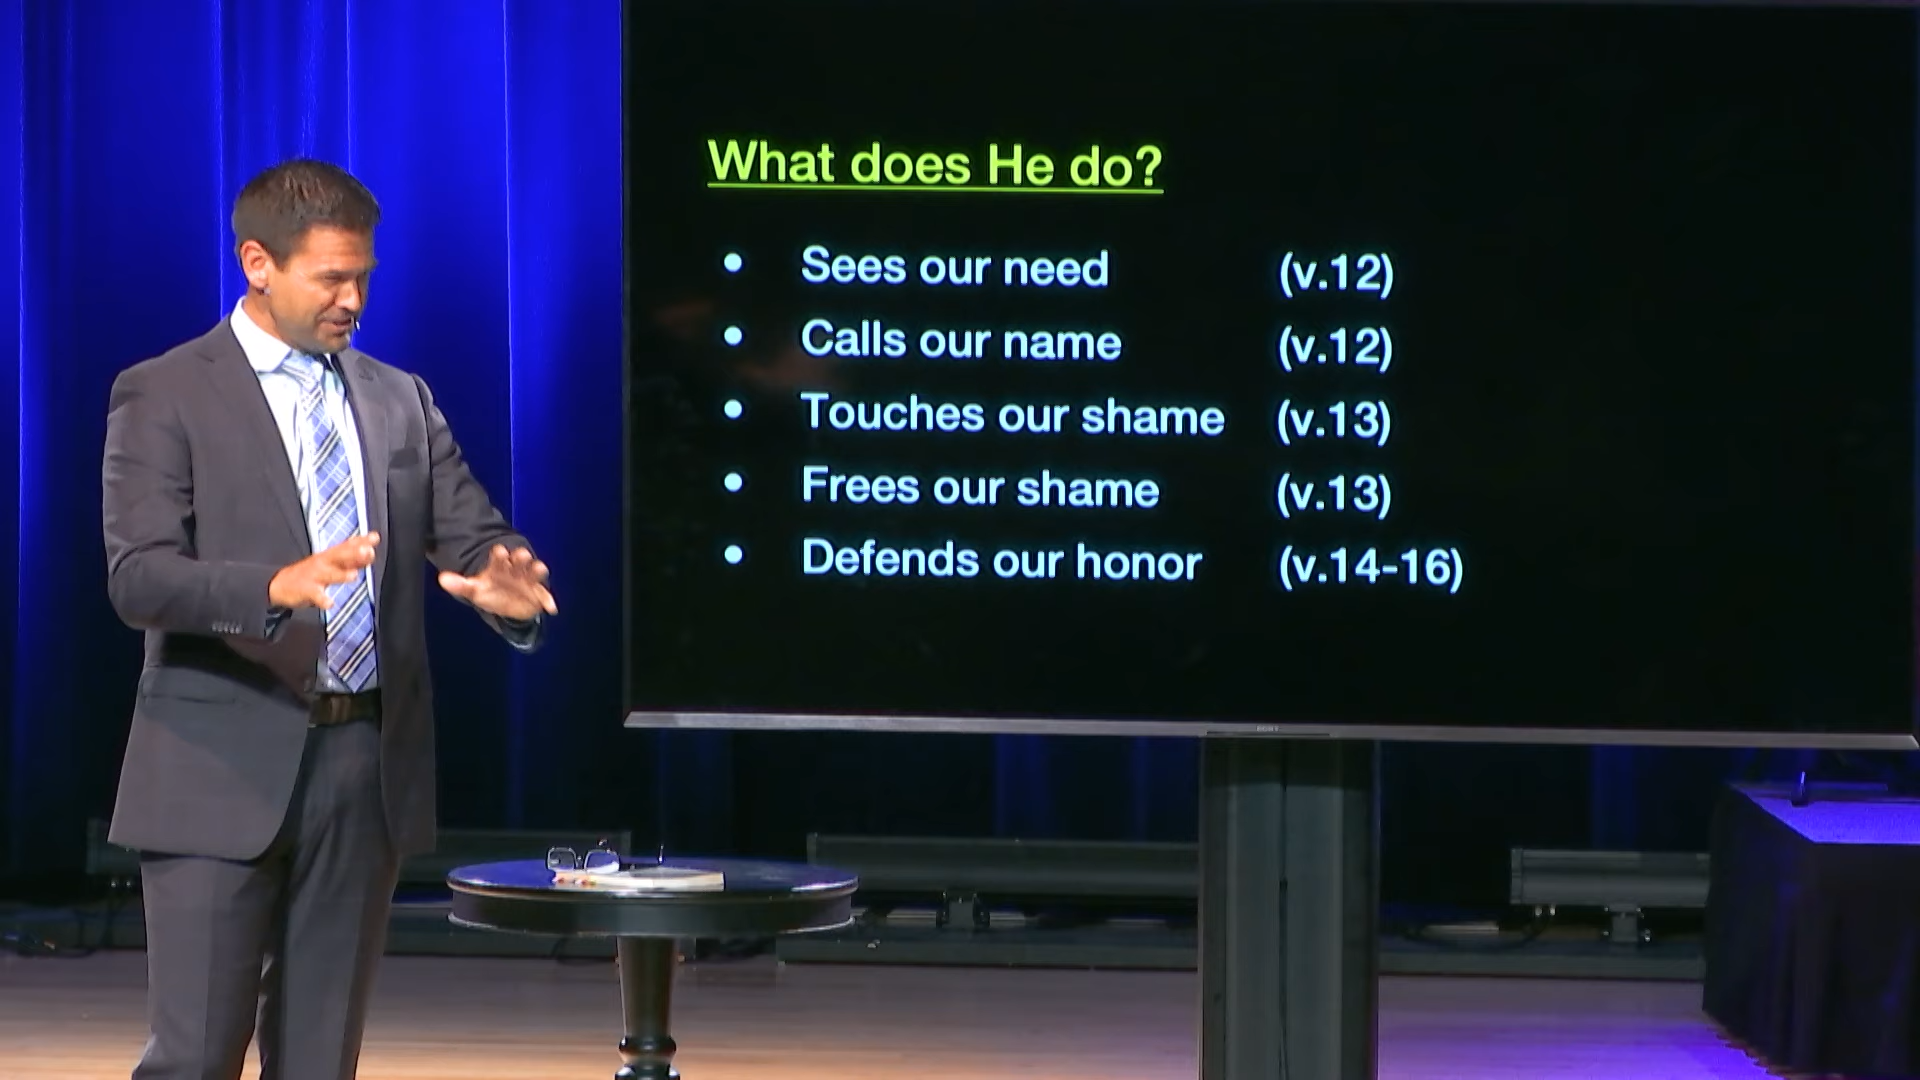 What does He do?
• Sees our need (v.12)
• Calls our name (v.12)
• Touches our shame (v.13)
• Frees our shame (v.13)
• Defends our honor (v.14-16)